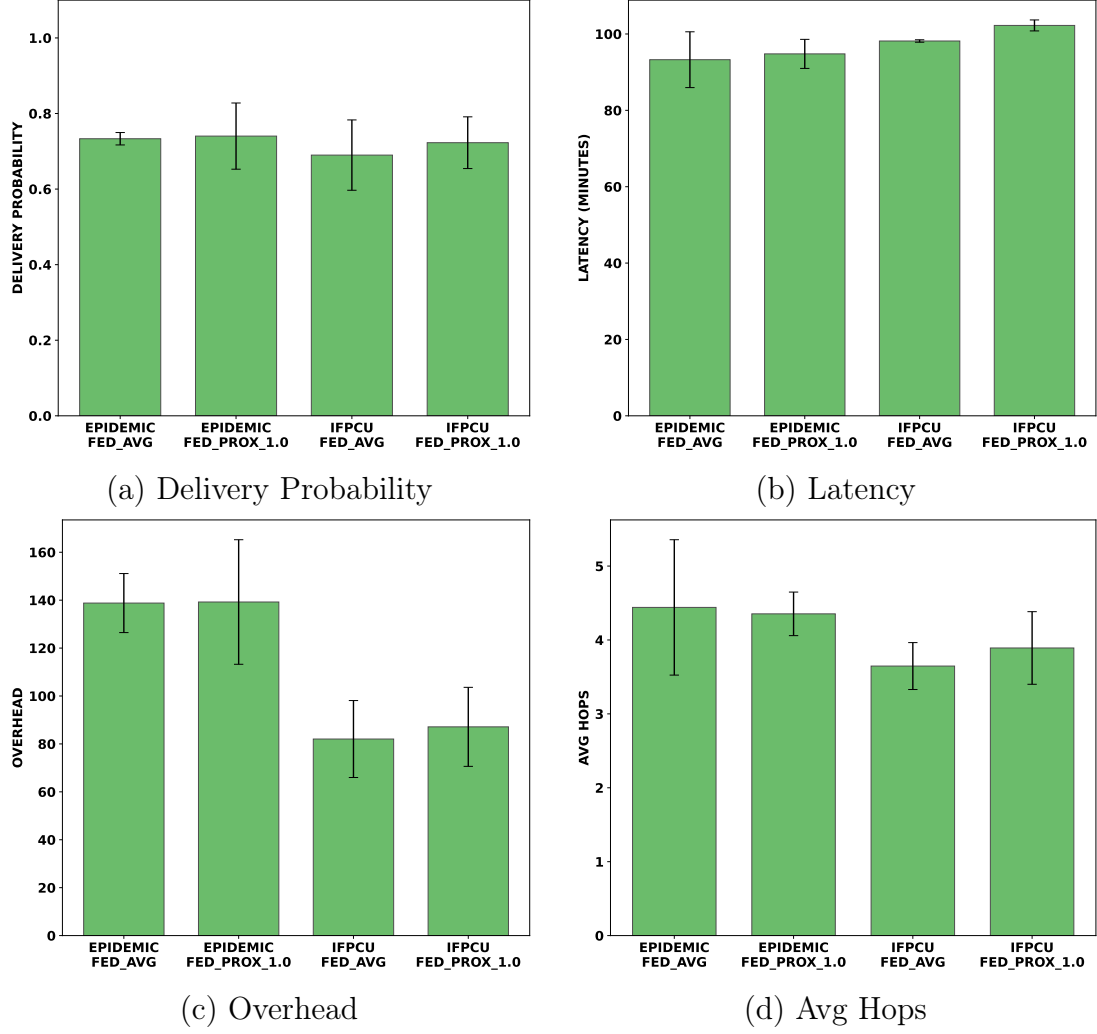 DELIVERY PROBABILITY
1.0
0.8
0.6
0.4
0.2
0.0
EPIDEMIC
FED_AVG
EPIDEMIC
FED_PROX_1.0
IFPCU
FED_AVG
IFPCU
FED_PROX_1.0
(a) Delivery Probability
LATENCY (MINUTES)
100
80
60
40
20
0
EPIDEMIC
FED_AVG
EPIDEMIC
FED_PROX_1.0
IFPCU
FED_AVG
IFPCU
FED_PROX_1.0
(b) Latency
OVERHEAD
160
140
120
100
80
60
40
20
0
EPIDEMIC
FED_AVG
EPIDEMIC
FED_PROX_1.0
IFPCU
FED_AVG
IFPCU
FED_PROX_1.0
(c) Overhead
AVG HOPS
5
4
3
2
1
0
EPIDEMIC
FED_AVG
EPIDEMIC
FED_PROX_1.0
IFPCU
FED_AVG
IFPCU
FED_PROX_1.0
(d) Avg Hops